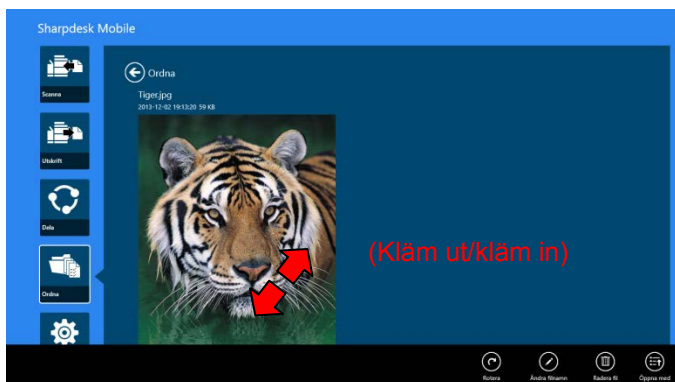 Sharpdesk Mobile
Scanna
Utskrift
Dela
Ordna
Ordna
Tiger.jpg
2013-12-02 19:13:20 59 KB
(Kläm ut/kläm in)
Rotera
Ändra filnamn
Radera fil
Öppna med